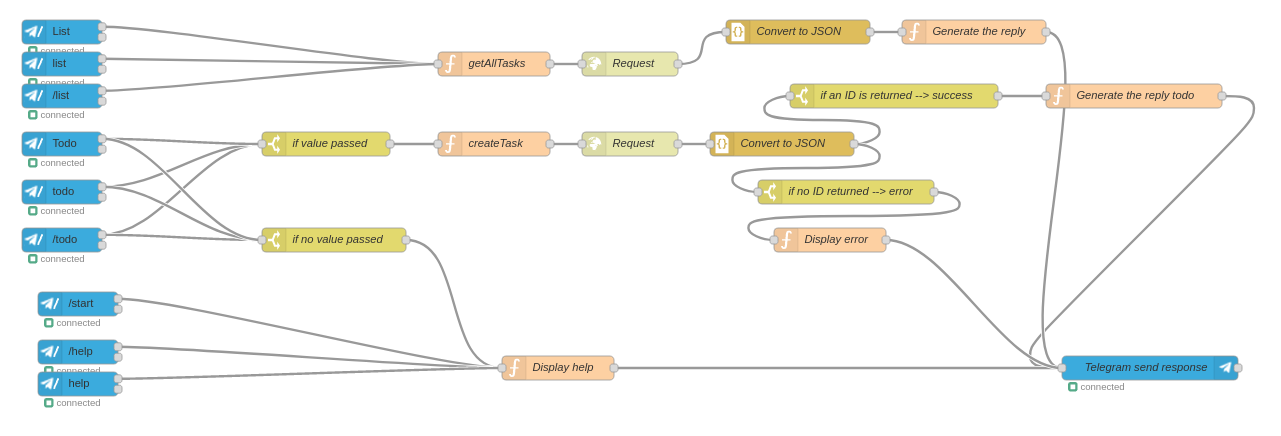 List
connected
list
connected
/list
connected
getAllTasks
Request
Convert to JSON
Generate the reply
if an ID is returned --> success
Generate the reply todo
Todo
connected
if value passed
createTask
Request
Convert to JSON
todo
connected
if no ID returned --> error
/todo
connected
if no value passed
Display error
/start
connected
/help
connected
help
connected
Display help
Telegram send response
connected